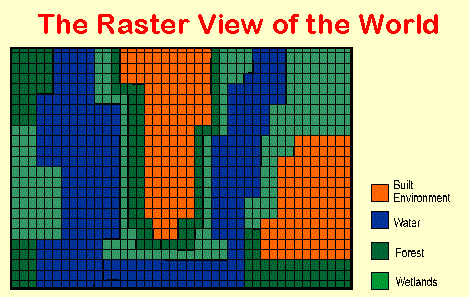 The Raster View of the World
Built
Environment
Water
Forest
Wetlands